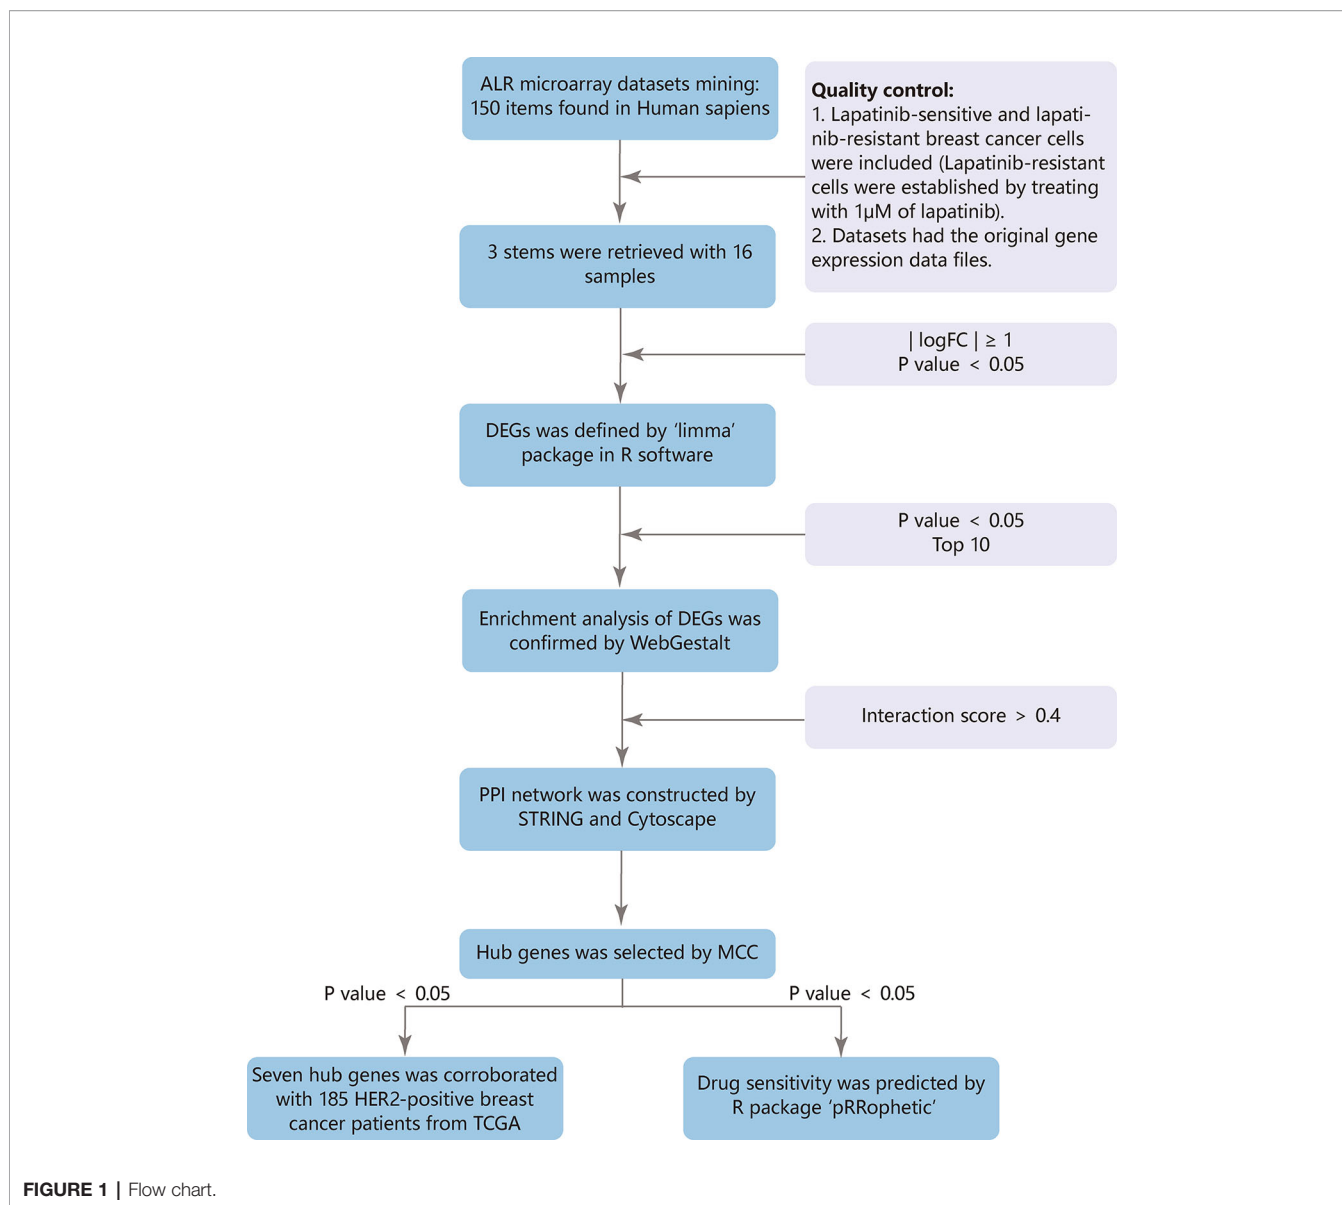 ALR microarray datasets mining:
150 items found in Human sapiens
Quality control:
1. Lapatinib-sensitive and lapati-
nib-resistant breast cancer cells
were included (Lapatinib-resistant
cells were established by treating
with 1μM of lapatinib).
2. Datasets had the original gene
expression data files.
3 stems were retrieved with 16
samples
| logFC | ≥ 1
P value < 0.05
DEGs was defined by ‘limma’
package in R software
P value < 0.05
Top 10
Enrichment analysis of DEGs was
confirmed by WebGestalt
Interaction score > 0.4
PPI network was constructed by
STRING and Cytoscape
Hub genes was selected by MCC
P value < 0.05
P value < 0.05
Seven hub genes was corroborated
with 185 HER2-positive breast
cancer patients from TCGA
Drug sensitivity was predicted by
R package ‘pRRophetic’
FIGURE 1 | Flow chart.